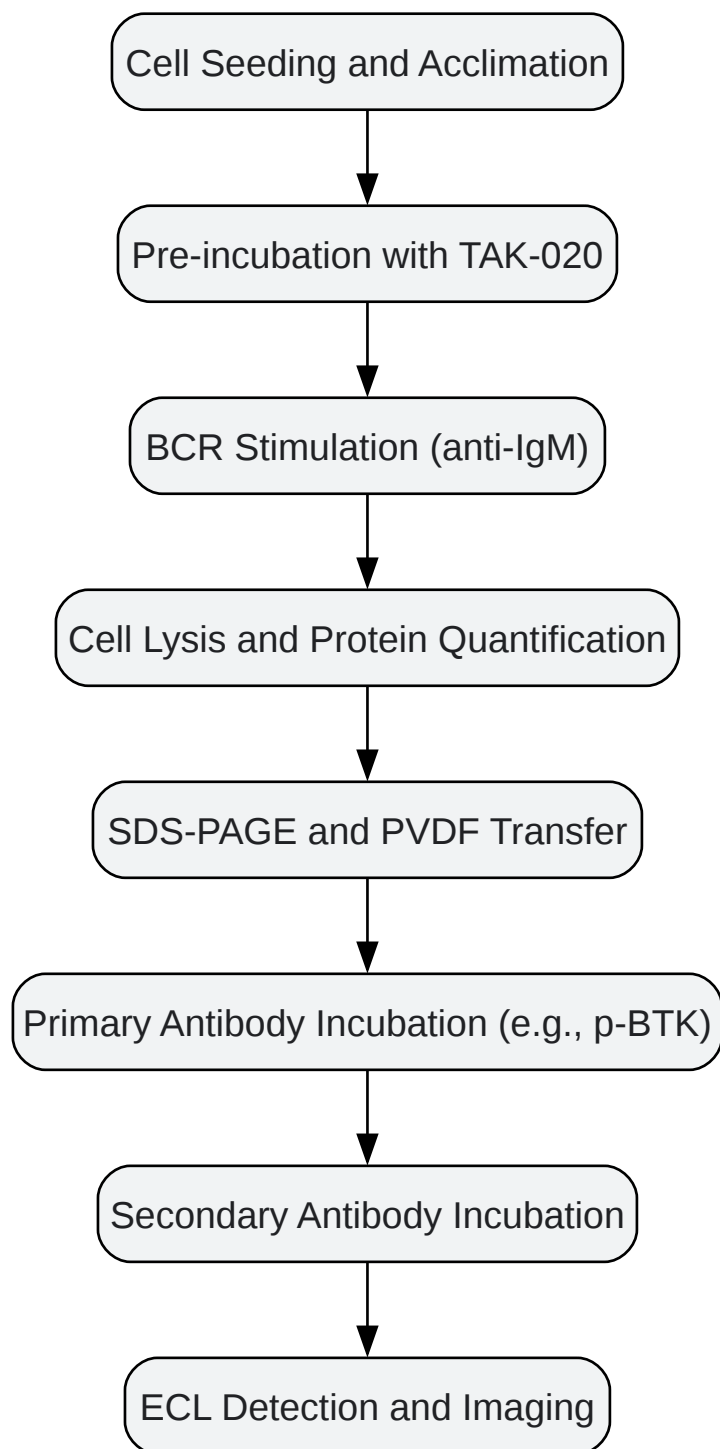 Cell Seeding and Acclimation
Pre-incubation with TAK-020
BCR Stimulation (anti-IgM)
Cell Lysis and Protein Quantification
SDS-PAGE and PVDF Transfer
Primary Antibody Incubation (e.g., p-BTK)
Secondary Antibody Incubation
ECL Detection and Imaging